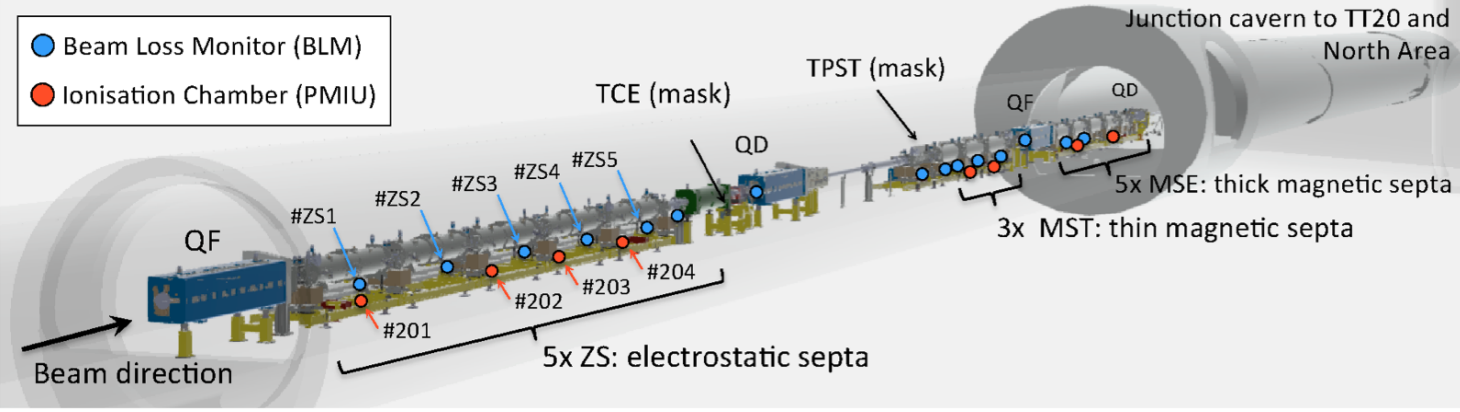 Beam Loss Monitor (BLM)
Ionisation Chamber (PMIU)
Junction cavern to TT20 and
North Area
TPST (mask)
TCE (mask)
QF
QD
QD
#ZS5
#ZS4
#ZS3
#ZS2
#ZS1
QF
5x MSE: thick magnetic septa
3x MST: thin magnetic septa
#204
#203
#202
#201
5x ZS: electrostatic septa
Beam direction